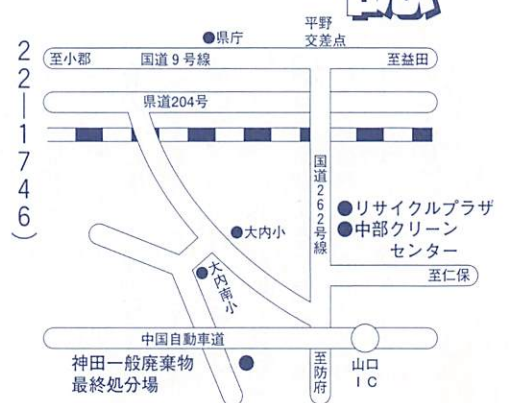 22―1746)
平野
交差点
●県庁
至小郡
国道9号線
至益田
県道204号
国道262号線
●リサイクルプラザ
●中部クリーン
センター
●大内小
至仁保
●大内南小
中国自動車道
神田一般廃棄物
最終処分場
至防府
山口
IC